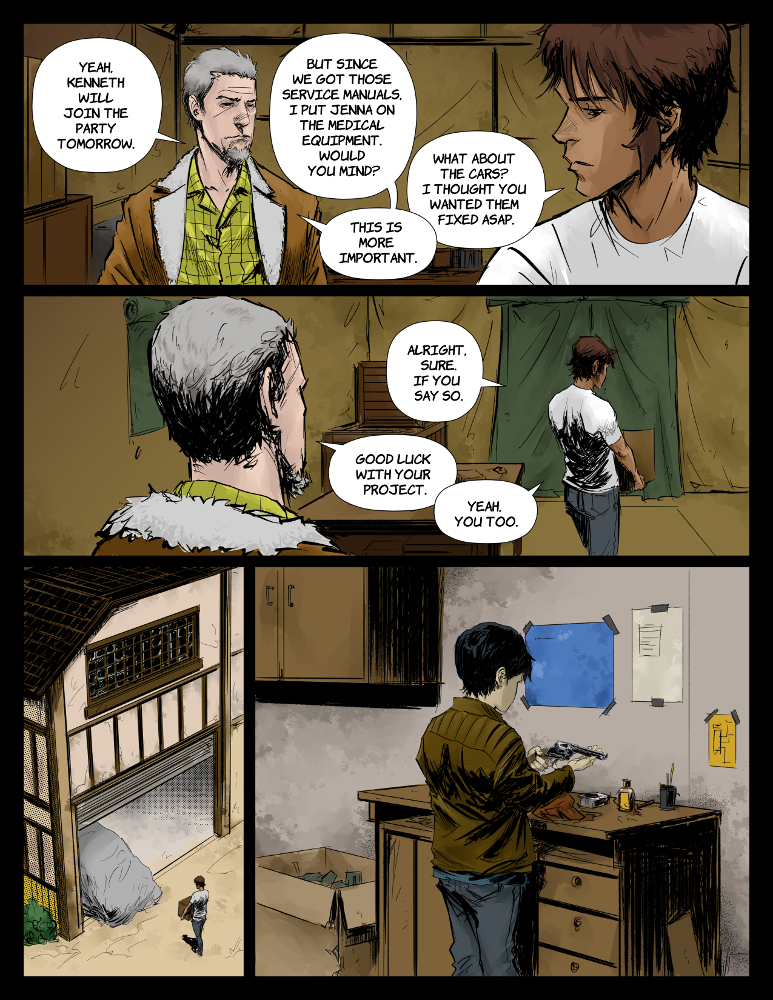 YEAH,
KENNETH
WILL
JOIN THE
PARTY
TOMORROW.
BUT SINCE
WE GOT THOSE
SERVICE MANUALS,
I PUT JENNA ON
THE MEDICAL
EQUIPMENT.
WOULD
YOU MIND?
WHAT ABOUT
THE CARS?
I THOUGHT YOU
WANTED THEM
FIXED ASAP.
THIS IS
MORE
IMPORTANT.
ALRIGHT,
SURE.
IF YOU
SAY SO.
GOOD LUCK
WITH YOUR
PROJECT.
YEAH,
YOU TOO.